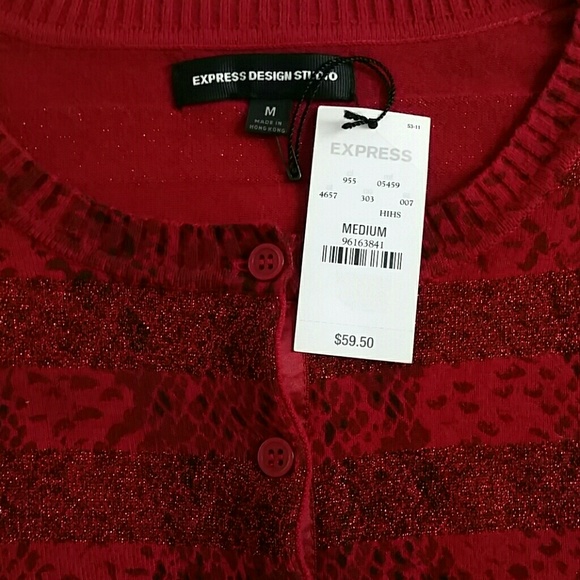 EXPRESS DESIGN STUDIO
M
MADE IN
HONG KONG
53-11
EXPRESS
955 05459
4657 303 007
HIHS
MEDIUM
96163841
$59.50